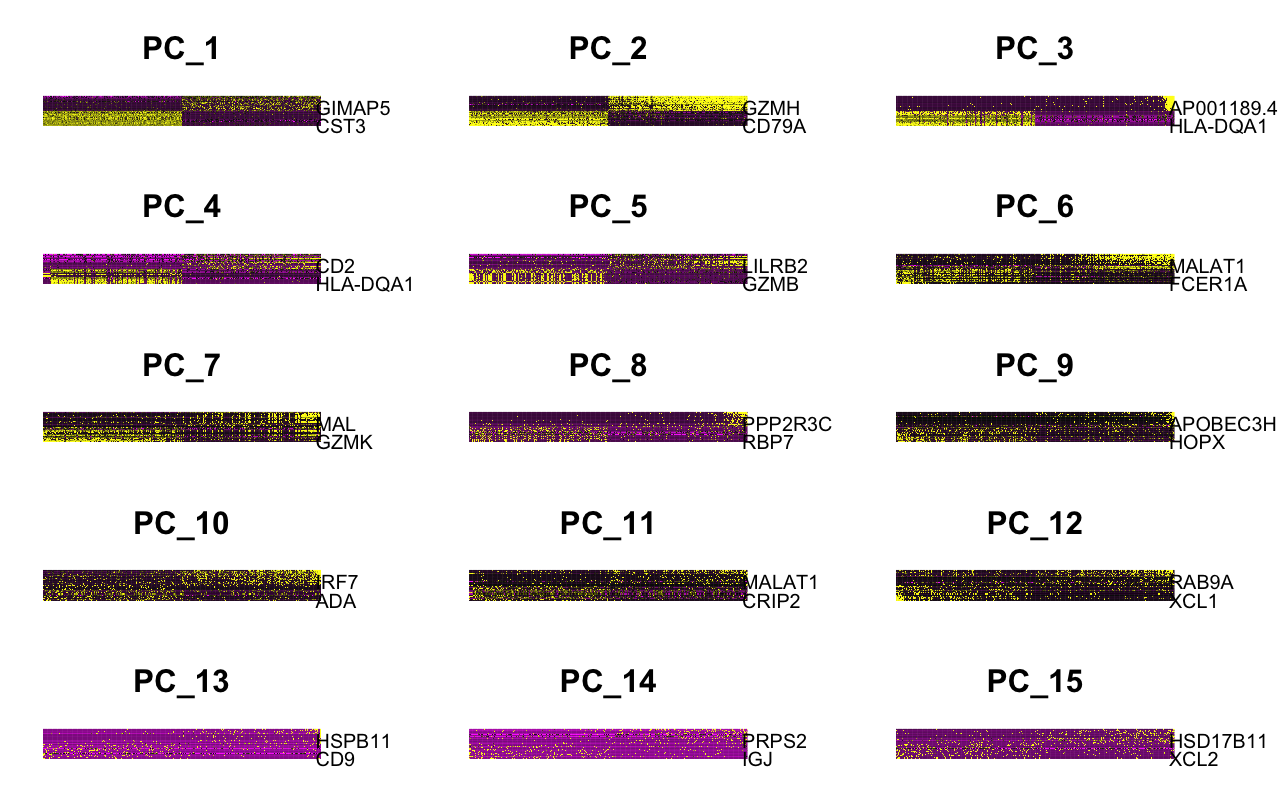 PC_1 PC_2 PC_3
GIMAP5 GZMH AP001189.4
CST3 CD79A HLA-DQA1
PC_4 PC_5 PC_6
CD2 LILRB2 MALAT1
HLA-DQA1 GZMB FCER1A
PC_7 PC_8 PC_9
MAL PPP2R3C APOBEC3H
GZMK RBP7 HOPX
PC_10 PC_11 PC_12
IRF7 MALAT1 RAB9A
ADA CRIP2 XCL1
PC_13 PC_14 PC_15
HSPB11 PRPS2 HSD17B11
CD9 IGJ XCL2